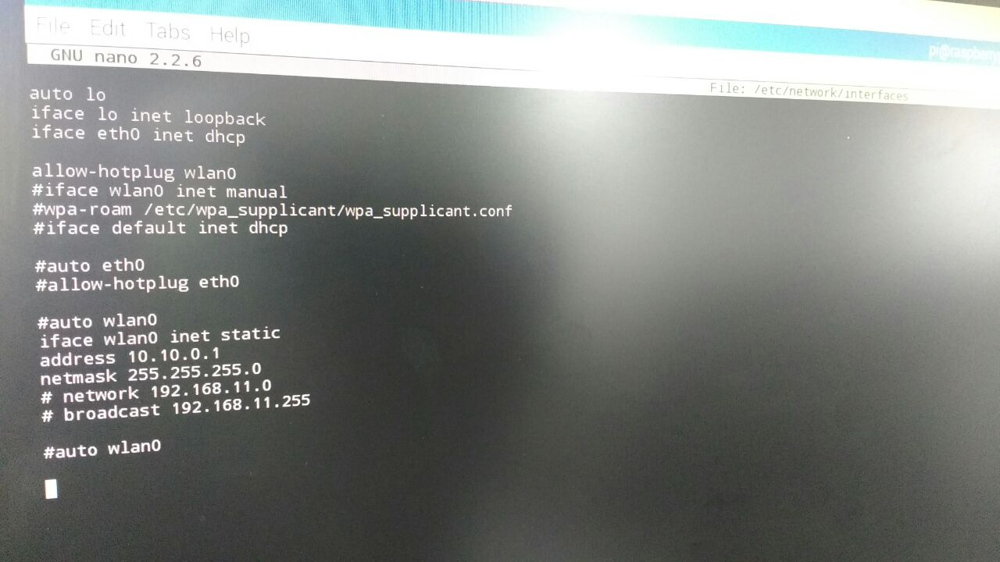 File Edit Tabs Help
pi@raspberry
GNU nano 2.2.6
File: /etc/network/interfaces
auto lo
iface lo inet loopback
iface eth0 inet dhcp
allow-hotplug wlan0
#iface wlan0 inet manual
#wpa-roam /etc/wpa_supplicant/wpa_supplicant.conf
#iface default inet dhcp
#auto eth0
#allow-hotplug eth0
#auto wlan0
iface wlan0 inet static
address 10.10.0.1
netmask 255.255.255.0
# network 192.168.11.0
# broadcast 192.168.11.255
#auto wlan0